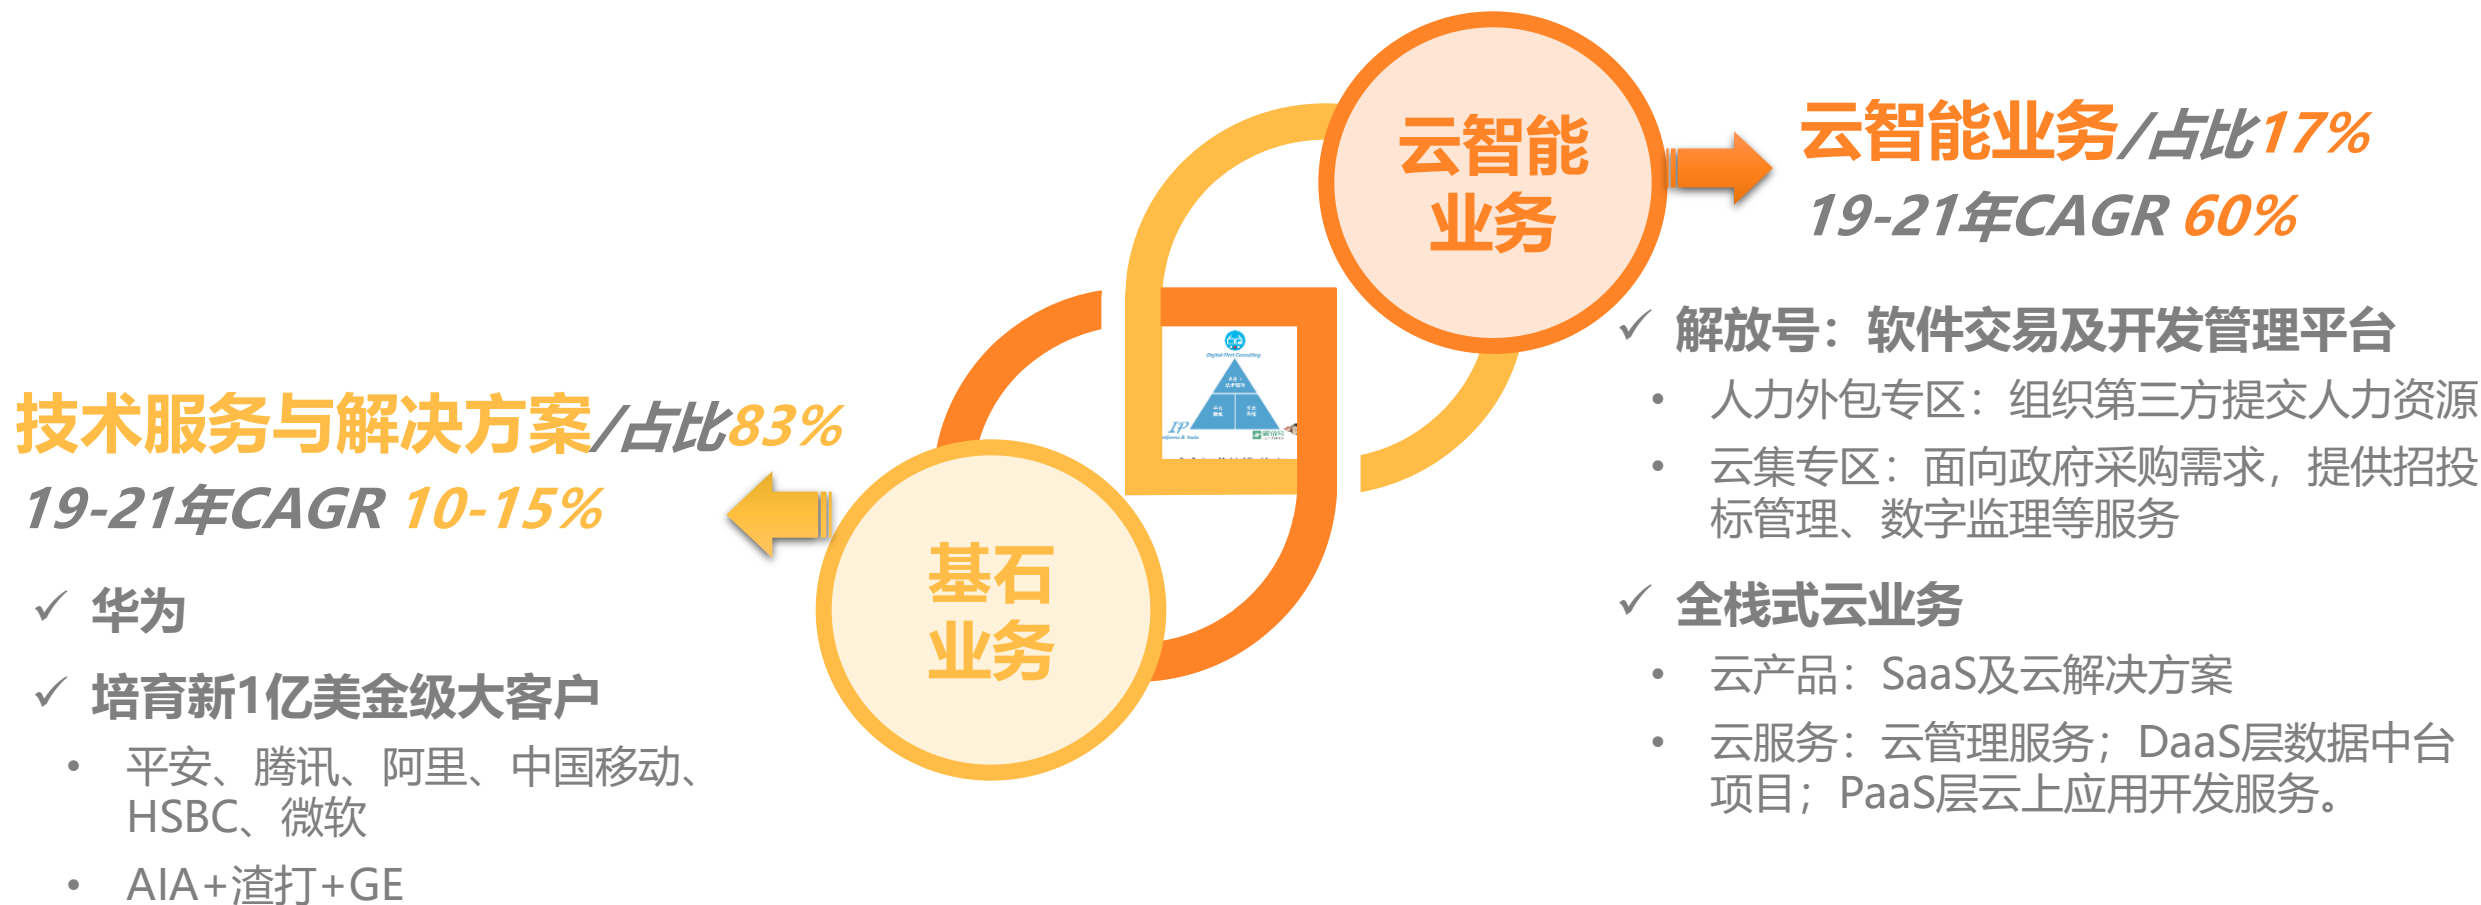 云智能
业务
云智能业务/占比17%
19-21年CAGR 60%
✓ 解放号：软件交易及开发管理平台
• 人力外包专区：组织第三方提交人力资源
• 云集专区：面向政府采购需求，提供招投
标管理、数字监理等服务
✓ 全栈式云业务
• 云产品：SaaS及云解决方案
• 云服务：云管理服务；DaaS层数据中台
项目；PaaS层云上应用开发服务。
Digital-First Consulting
IP
基石
业务
技术服务与解决方案/占比83%
19-21年CAGR 10-15%
✓ 华为
✓ 培育新1亿美金级大客户
• 平安、腾讯、阿里、中国移动、
HSBC、微软
• AIA+渣打+GE